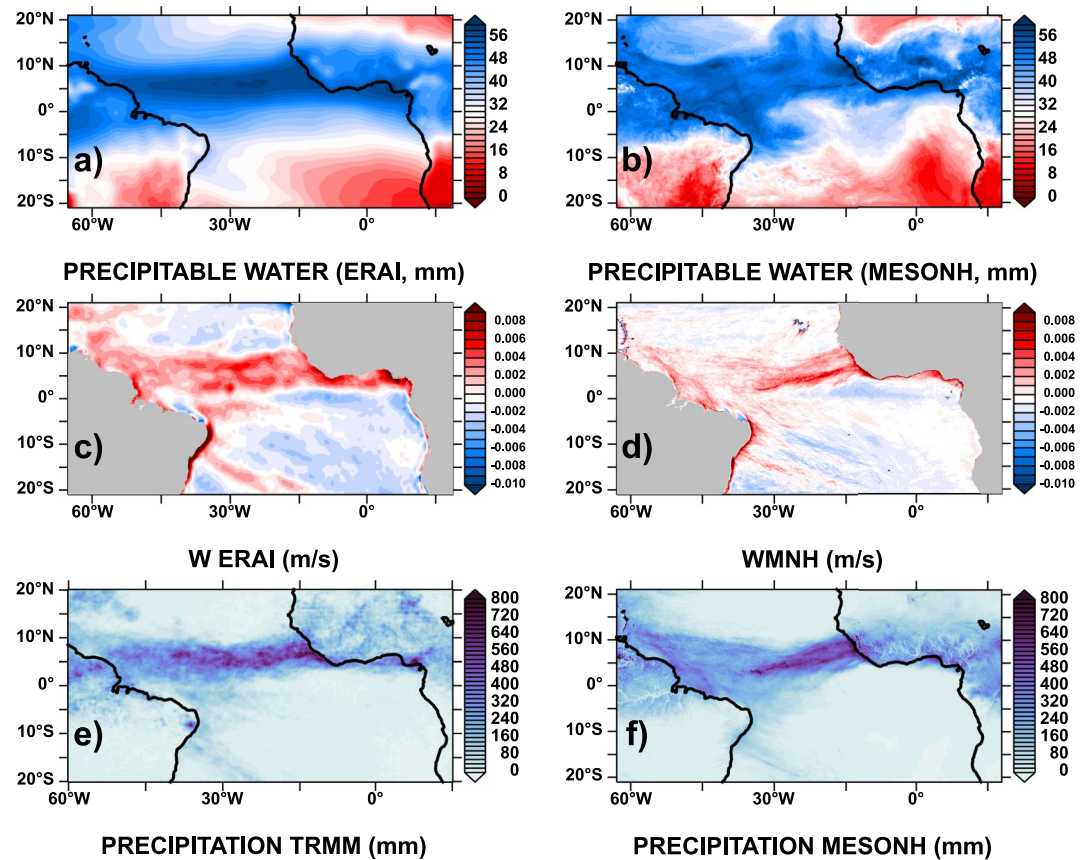 20°N 10°N 0° 10°S 20°S
a)
60°W 30°W 0°
56 48 40 32 24 16 8 0
PRECIPITABLE WATER (ERAI, mm)
20°N 10°N 0° 10°S 20°S
b)
60°W 30°W 0°
56 48 40 32 24 16 8 0
PRECIPITABLE WATER (MESONH, mm)
20°N 10°N 0° 10°S 20°S
c)
60°W 30°W 0°
0.008 0.006 0.004 0.002 0.000 -0.002 -0.004 -0.006 -0.008 -0.010
W ERAI (m/s)
20°N 10°N 0° 10°S 20°S
d)
60°W 30°W 0°
0.008 0.006 0.004 0.002 0.000 -0.002 -0.004 -0.006 -0.008 -0.010
WMNH (m/s)
20°N 10°N 0° 10°S 20°S
e)
60°W 30°W 0°
800 720 640 560 480 400 320 240 160 80 0
PRECIPITATION TRMM (mm)
20°N 10°N 0° 10°S 20°S
f)
60°W 30°W 0°
800 720 640 560 480 400 320 240 160 80 0
PRECIPITATION MESONH (mm)